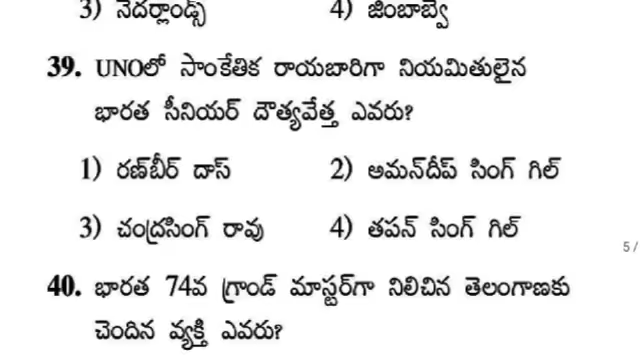 3) నెదర్లాండ్స్ 4) జింబాబ్వే
39. UNOలో సాంకేతిక రాయబారిగా నియమితులైన
భారత సీనియర్ దౌత్యవేత్త ఎవరు?
1) రణ్‌బీర్ దాస్ 2) అమన్‌దీప్ సింగ్ గిల్
3) చంద్రసింగ్ రావు 4) తపన్ సింగ్ గిల్
5/
40. భారత 74వ గ్రాండ్ మాస్టర్‌గా నిలిచిన తెలంగాణకు
చెందిన వ్యక్తి ఎవరు?